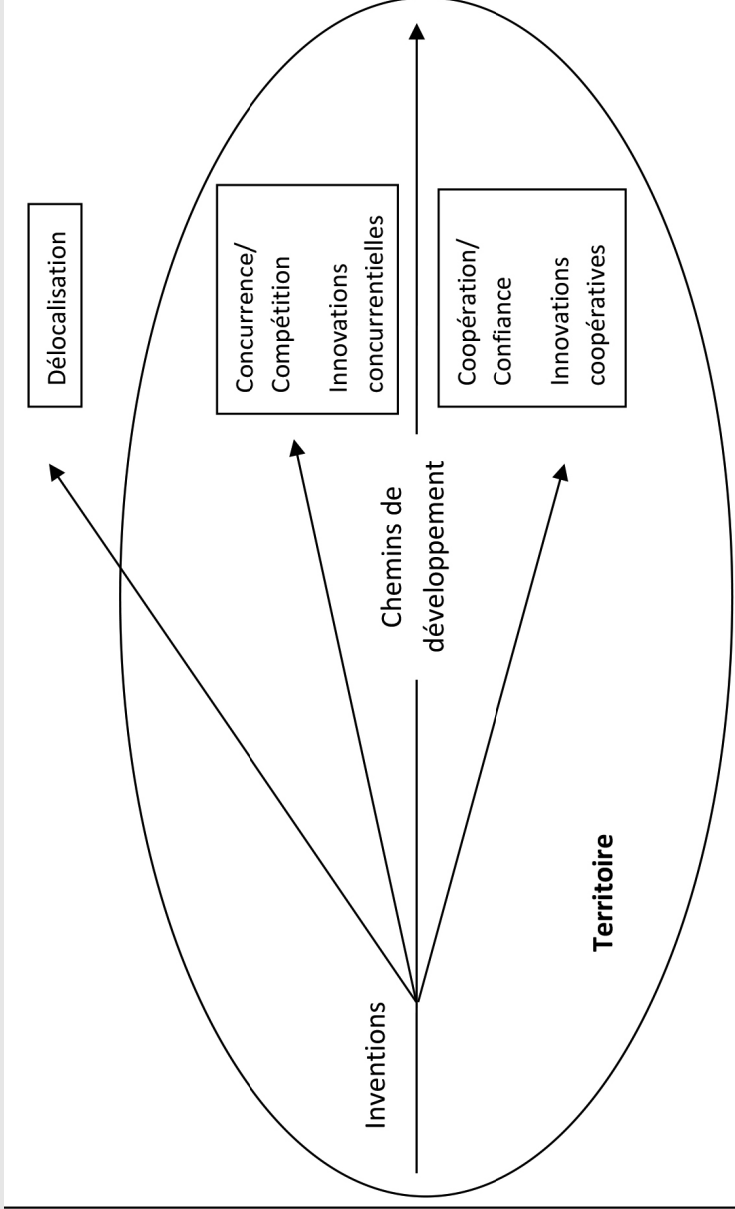 Délocalisation
Concurrence/
Compétition
Innovations
concurrentielles
Chemins de
développement
Inventions
Coopération/
Confiance
Innovations
coopératives
Territoire